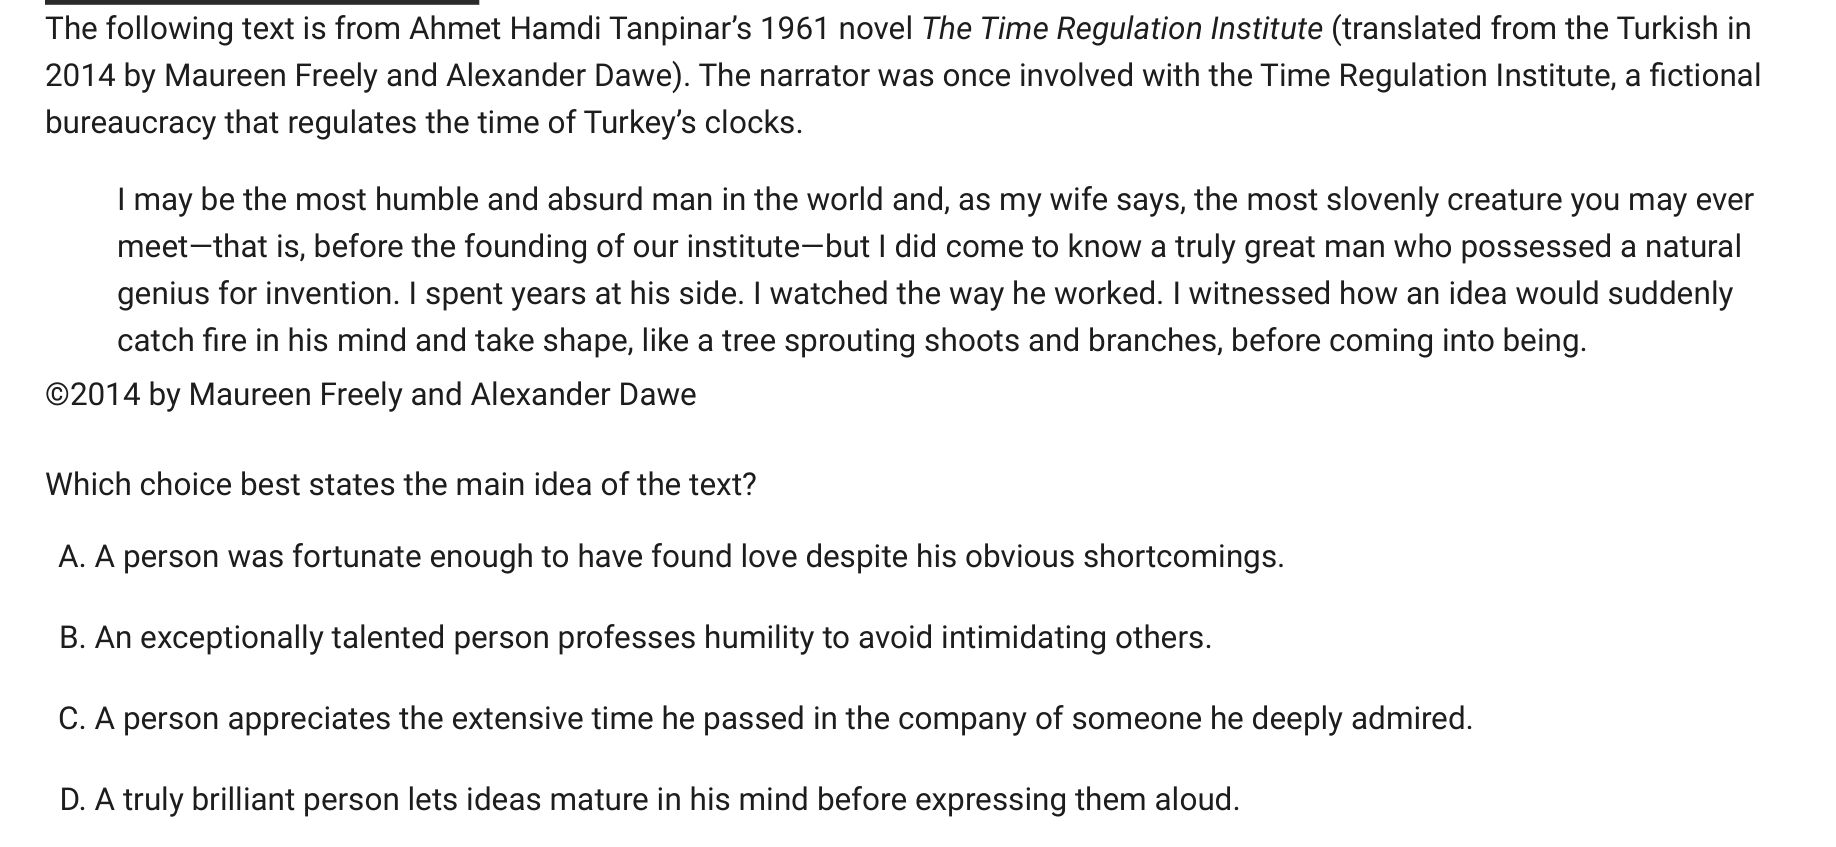 The following text is from Ahmet Hamdi Tanpinar’s 1961 novel The Time Regulation Institute (translated from the Turkish in
2014 by Maureen Freely and Alexander Dawe). The narrator was once involved with the Time Regulation Institute, a fictional
bureaucracy that regulates the time of Turkey’s clocks.
I may be the most humble and absurd man in the world and, as my wife says, the most slovenly creature you may ever
meet—that is, before the founding of our institute—but I did come to know a truly great man who possessed a natural
genius for invention. I spent years at his side. I watched the way he worked. I witnessed how an idea would suddenly
catch fire in his mind and take shape, like a tree sprouting shoots and branches, before coming into being.
©2014 by Maureen Freely and Alexander Dawe
Which choice best states the main idea of the text?
A. A person was fortunate enough to have found love despite his obvious shortcomings.
B. An exceptionally talented person professes humility to avoid intimidating others.
C. A person appreciates the extensive time he passed in the company of someone he deeply admired.
D. A truly brilliant person lets ideas mature in his mind before expressing them aloud.